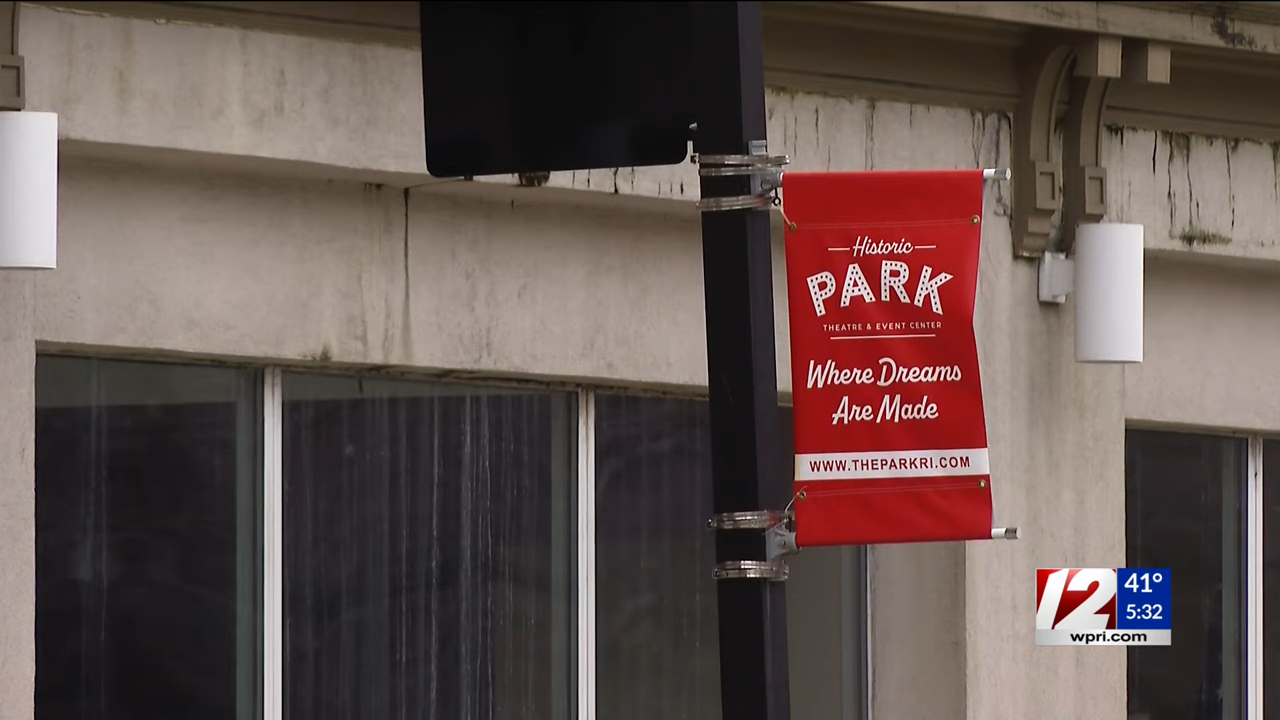 Historic
PARK
THEATRE & EVENT CENTER
Where Dreams
Are Made
WWW.THEPARKRI.COM
12
41°
5:32
wpri.com